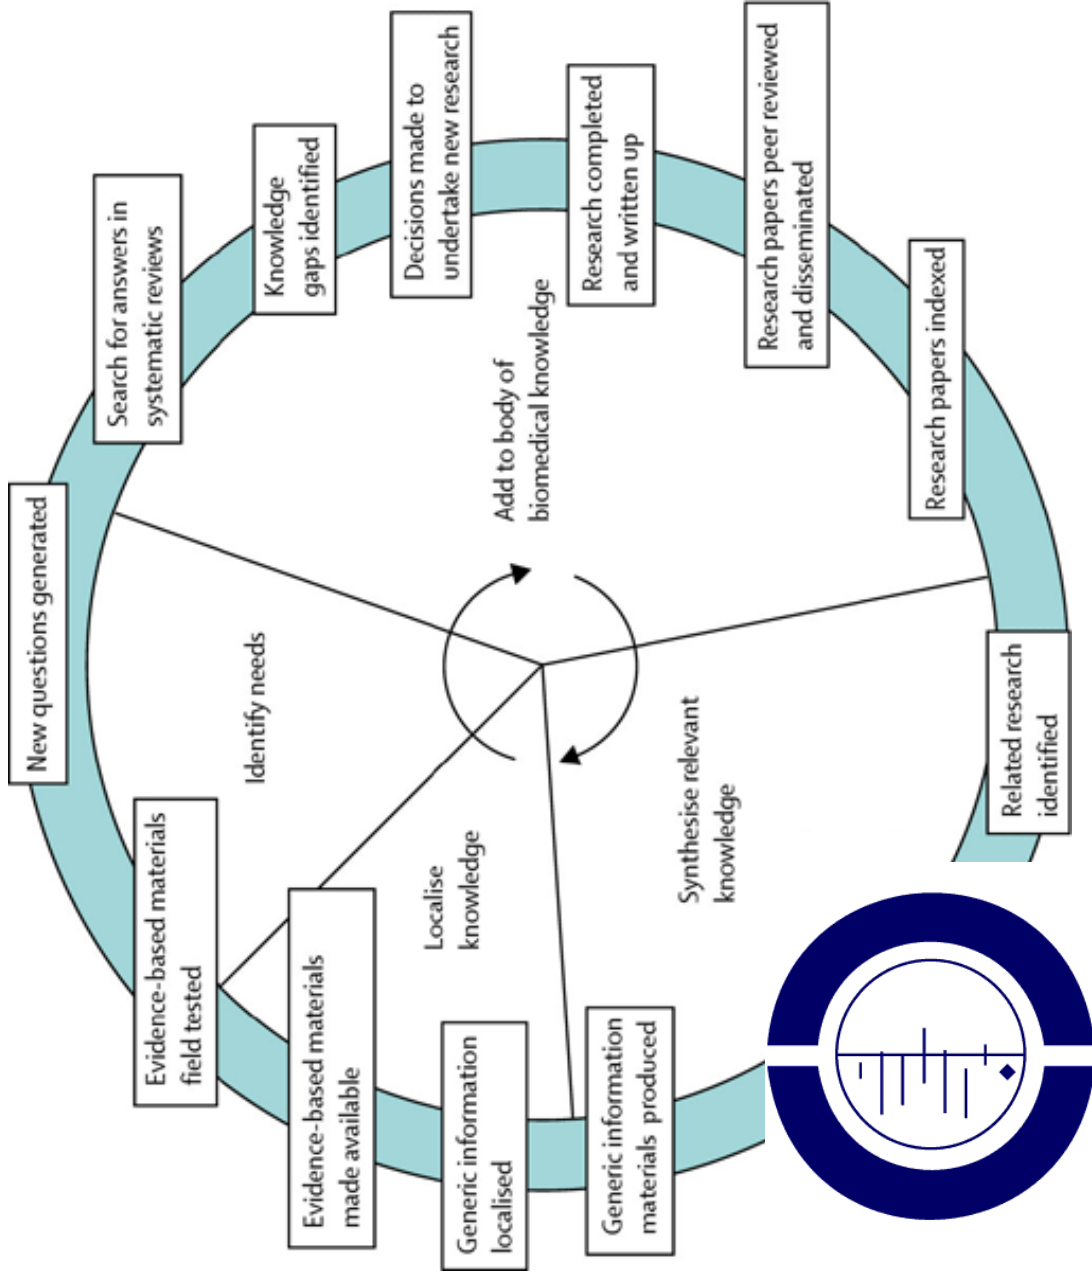 New questions generated
Search for answers in
systematic reviews
Knowledge
gaps identified
Decisions made to
undertake new research
Research completed
and written up
Research papers peer reviewed
and disseminated
Research papers indexed
Related research
identified
Generic information
materials produced
Generic information
localised
Evidence-based materials
made available
Evidence-based materials
field tested
Identify needs
Add to body of
biomedical knowledge
Synthesise relevant
knowledge
Localise
knowledge